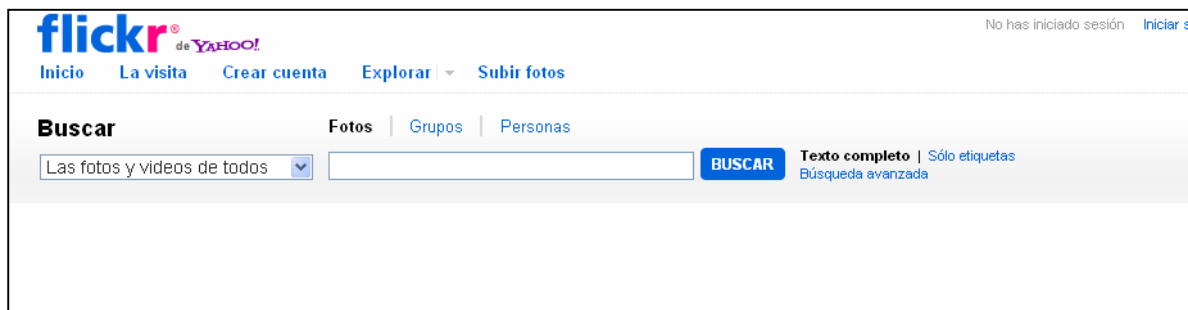 flickr® de YAHOO!
No has iniciado sesión Iniciar s
Inicio La visita Crear cuenta Explorar Subir fotos
Buscar
Fotos | Grupos | Personas
Las fotos y videos de todos
BUSCAR
Texto completo | Sólo etiquetas
Búsqueda avanzada